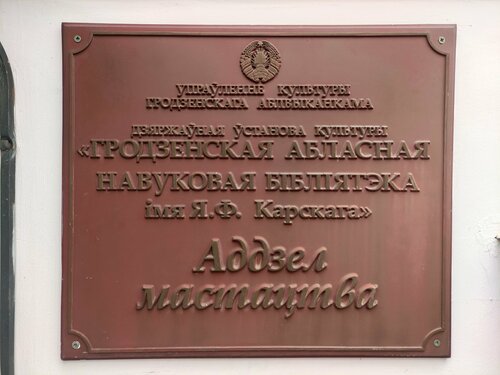 УПРАЎЛЕННЕ КУЛЬТУРЫ
ГРОДЗЕНСКАГА АБЛВЫКАНКАМА
ДЗЯРЖАЎНАЯ ЎСТАНОВА КУЛЬТУРЫ
«ГРОДЗЕНСКАЯ АБЛАСНАЯ
НАВУКОВАЯ БІБЛІЯТЭКА
імя Я.Ф. Карскага»
Аддзел
мастацтва